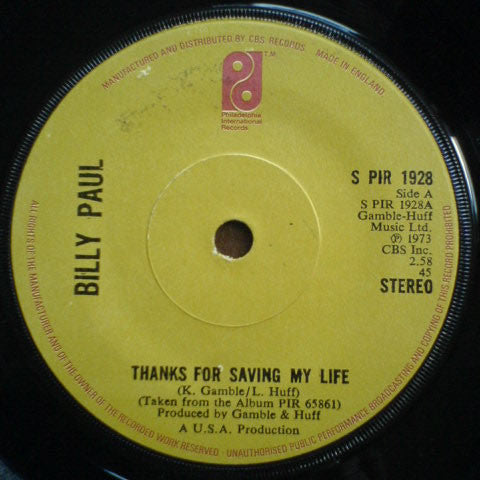 MANUFACTURED AND DISTRIBUTED BY CBS RECORDS
MADE IN ENGLAND.
TM
Philadelphia
International
Records
BILLY PAUL
S PIR 1928
Side A
S PIR 1928A
Gamble-Huff
Music Ltd.
℗ 1973
CBS Inc.
2.58
45
STEREO
THANKS FOR SAVING MY LIFE
(K. Gamble/L. Huff)
(Taken from the Album PIR 65861)
Produced by Gamble & Huff
A U.S.A. Production
ALL RIGHTS OF THE MANUFACTURER AND OF THE OWNER OF THE RECORDED WORK RESERVED · UNAUTHORISED PUBLIC PERFORMANCE BROADCASTING AND COPYING OF THIS RECORD PROHIBITED